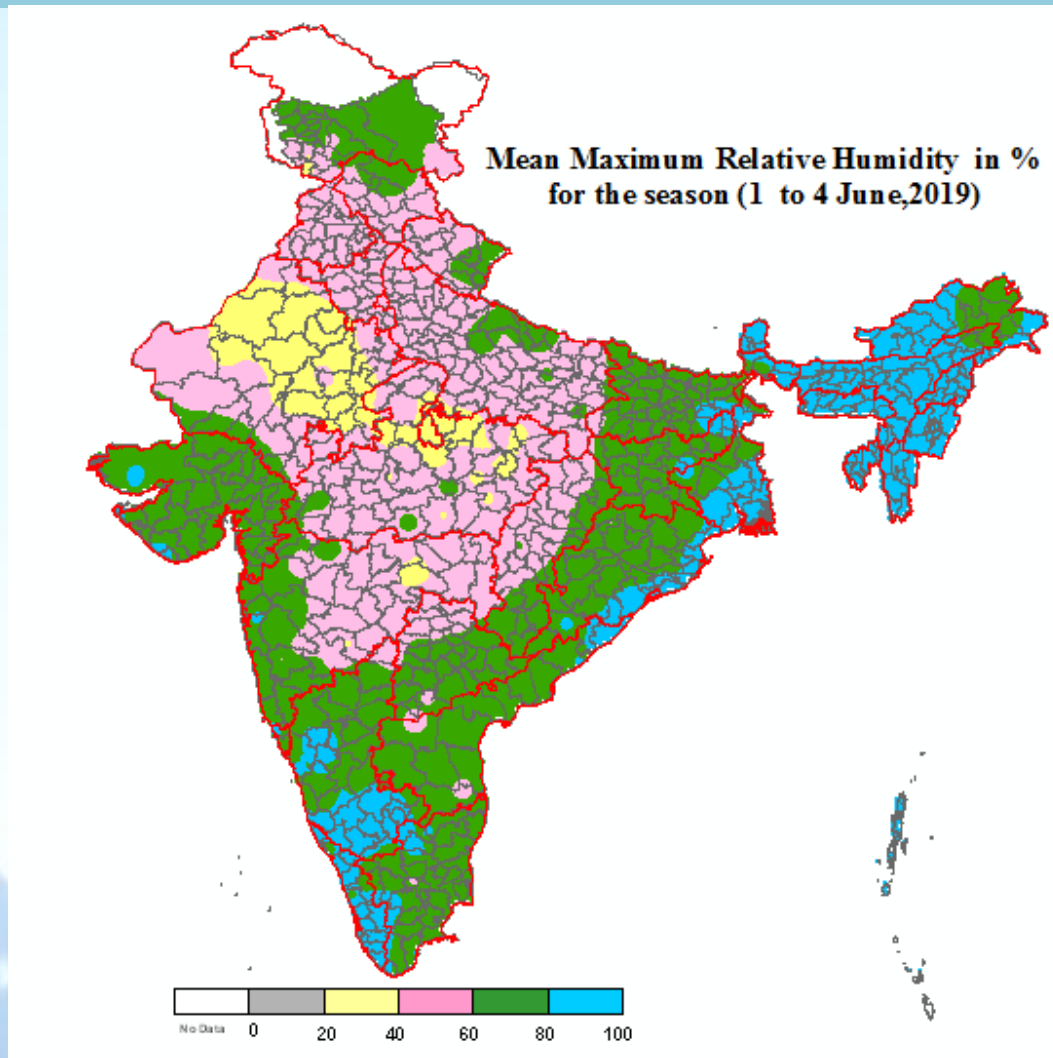 Mean Maximum Relative Humidity in %
for the season (1 to 4 June,2019)
No Data 0 20 40 60 80 100